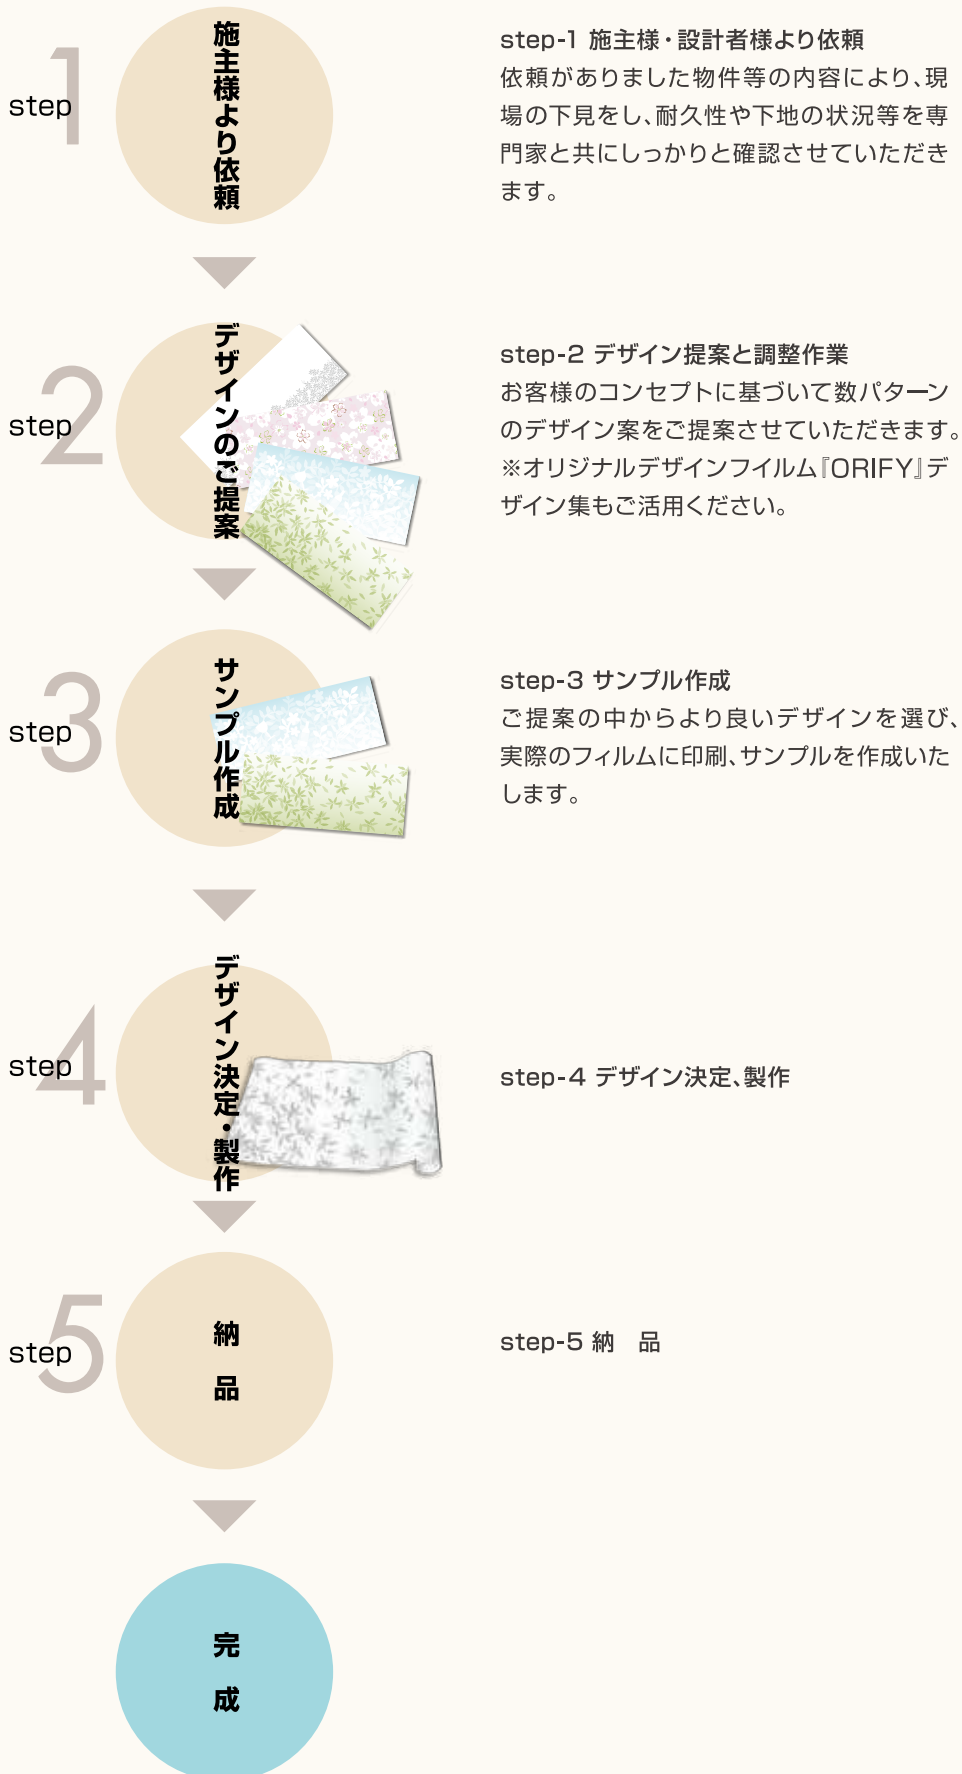 step 1
施主様より依頼
step-1 施主様・設計者様より依頼
依頼がありました物件等の内容により、現
場の下見をし、耐久性や下地の状況等を専
門家と共にしっかりと確認させていただき
ます。
step 2
デザインのご提案
step-2 デザイン提案と調整作業
お客様のコンセプトに基づいて数パターン
のデザイン案をご提案させていただきます。
※オリジナルデザインフイルム『ORIFY』デ
ザイン集もご活用ください。
step 3
サンプル作成
step-3 サンプル作成
ご提案の中からより良いデザインを選び、
実際のフィルムに印刷、サンプルを作成いた
します。
step 4
デザイン決定・製作
step-4 デザイン決定、製作
step 5
納　品
step-5 納　品
完　成